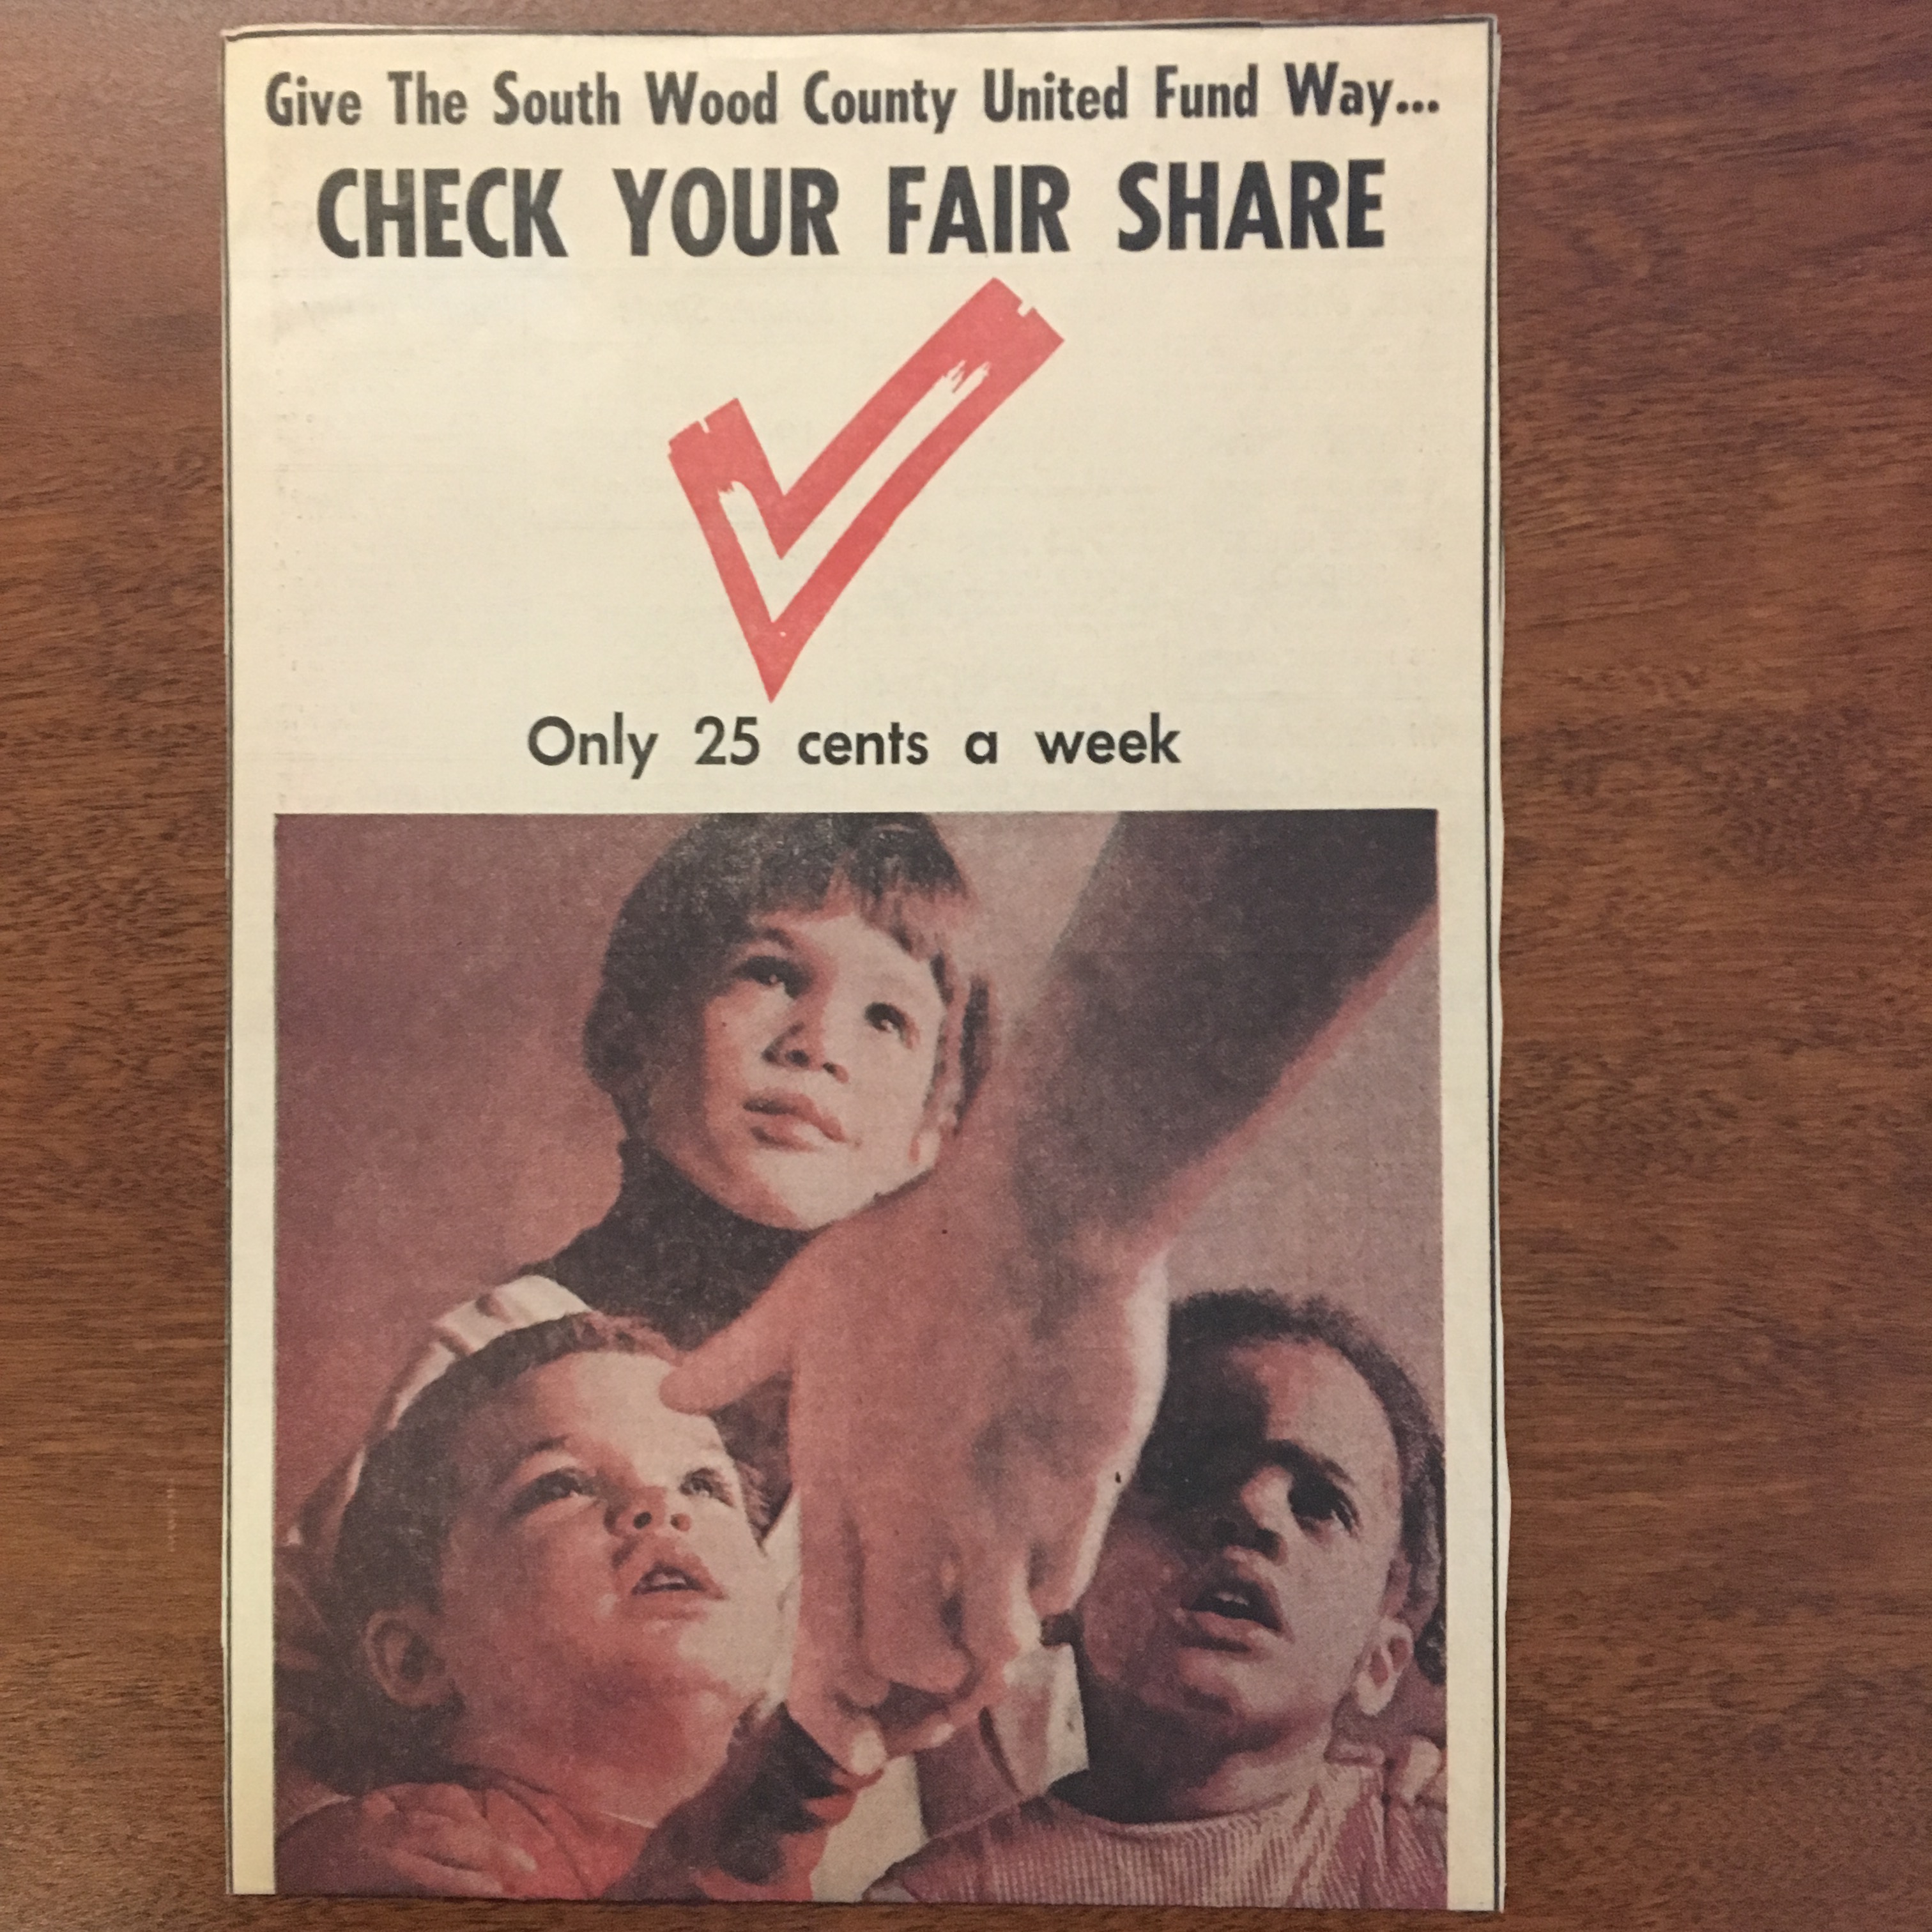 Give The South Wood County United Fund Way...
CHECK YOUR FAIR SHARE
Only 25 cents a week